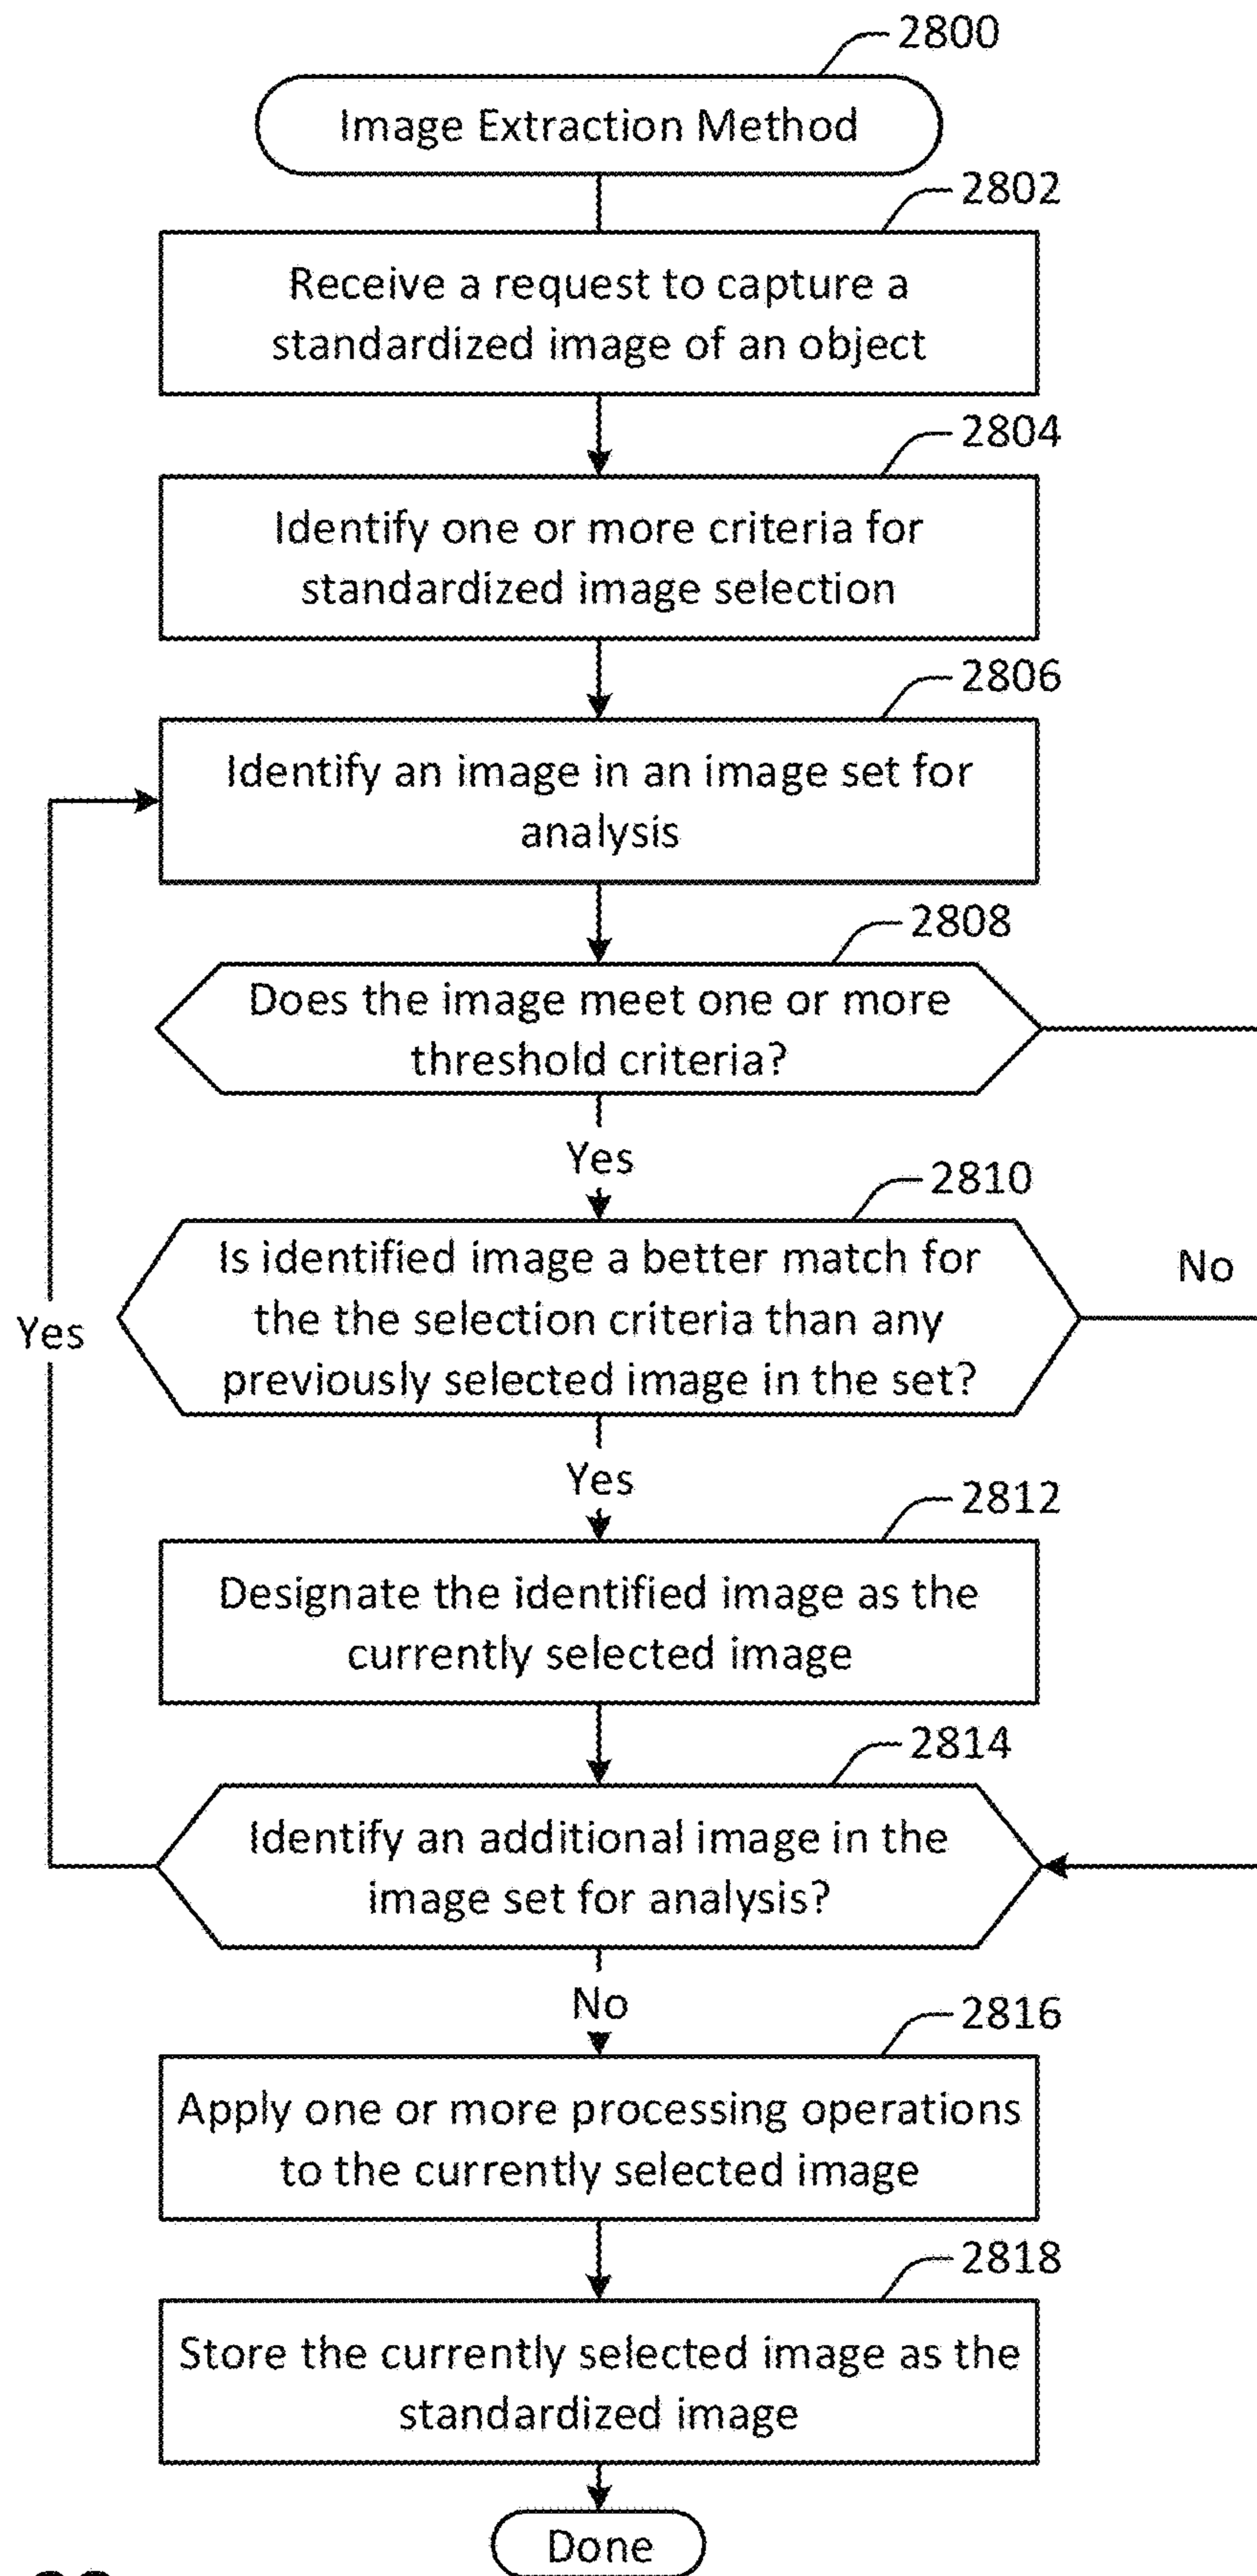 2800
Image Extraction Method
2802
Receive a request to capture a
standardized image of an object
2804
Identify one or more criteria for
standardized image selection
2806
Identify an image in an image set for
analysis
2808
Does the image meet one or more
threshold criteria?
Yes
2810
Is identified image a better match for
the the selection criteria than any
previously selected image in the set?
No
Yes
Yes
2812
Designate the identified image as the
currently selected image
2814
Identify an additional image in the
image set for analysis?
No
2816
Apply one or more processing operations
to the currently selected image
2818
Store the currently selected image as the
standardized image
Done